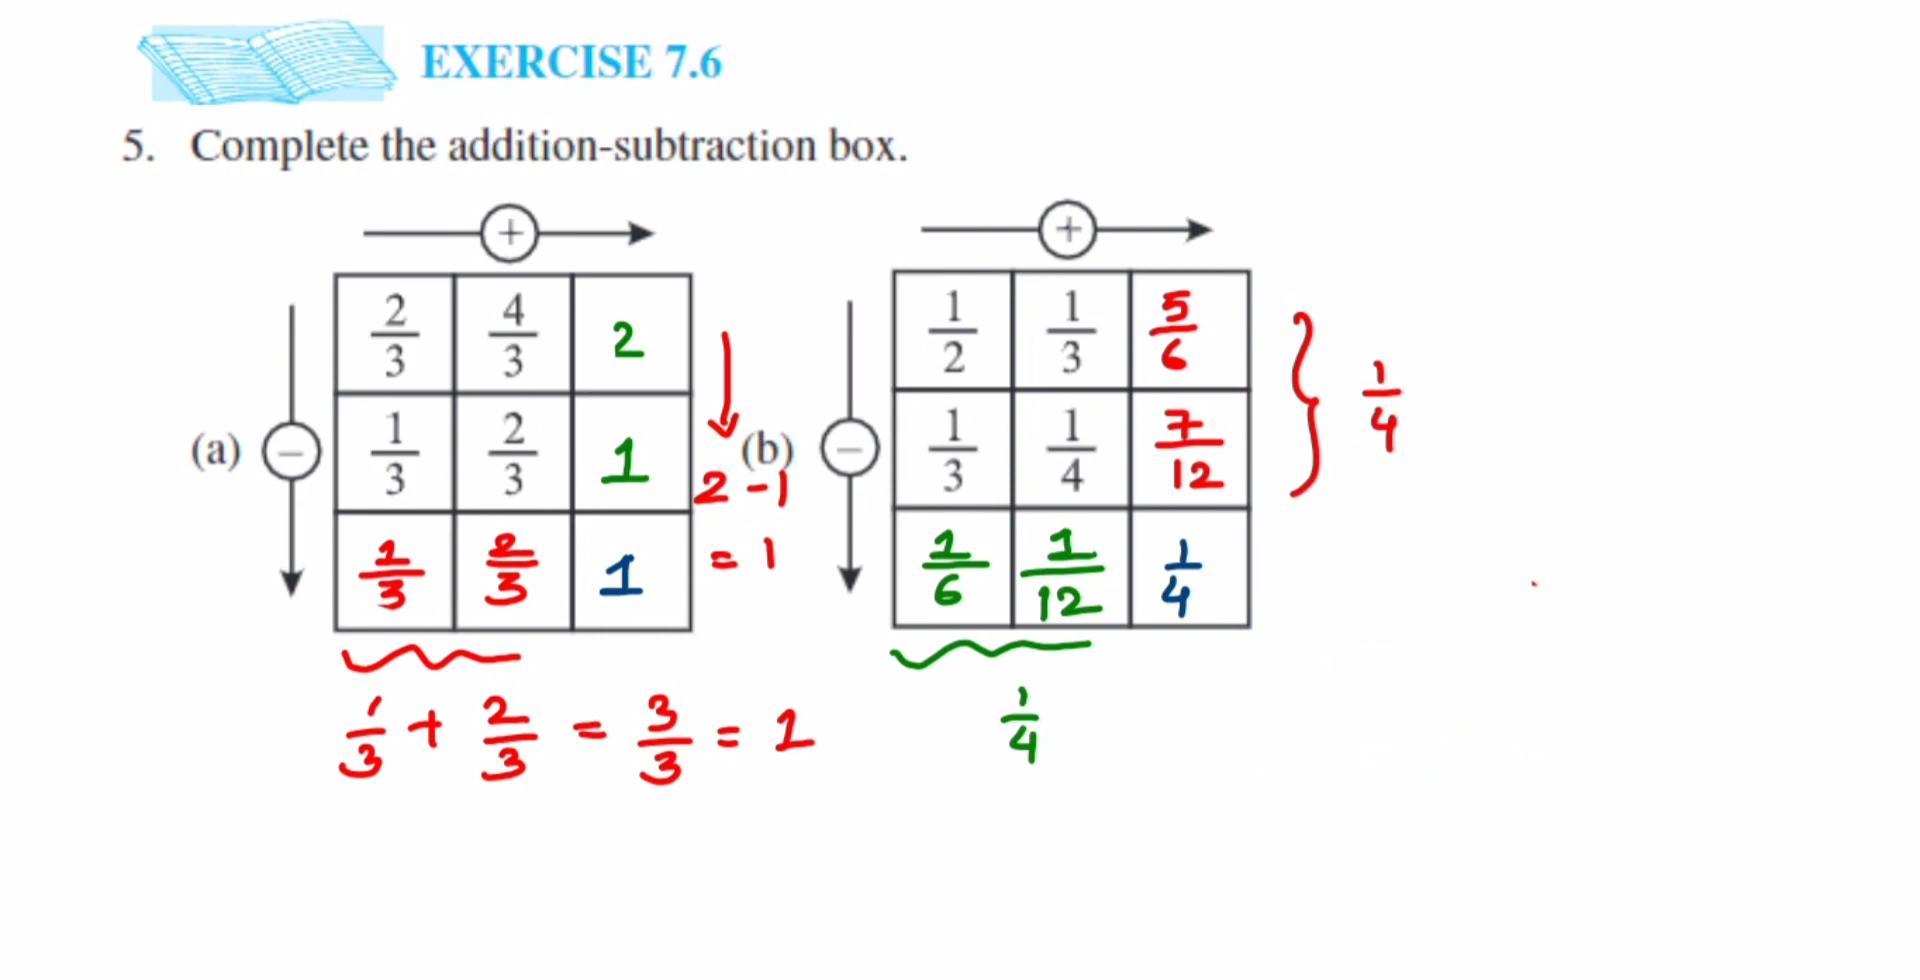 EXERCISE 7.6
5. Complete the addition-subtraction box.
+ +
2/3 4/3 2 1/2 1/3 5/6
1/4
(a) − 1/3 2/3 1 (b) − 1/3 1/4 7/12
2 - 1
= 1
1/3 2/3 1 1/6 1/12 1/4
1/3 + 2/3 = 3/3 = 1 1/4